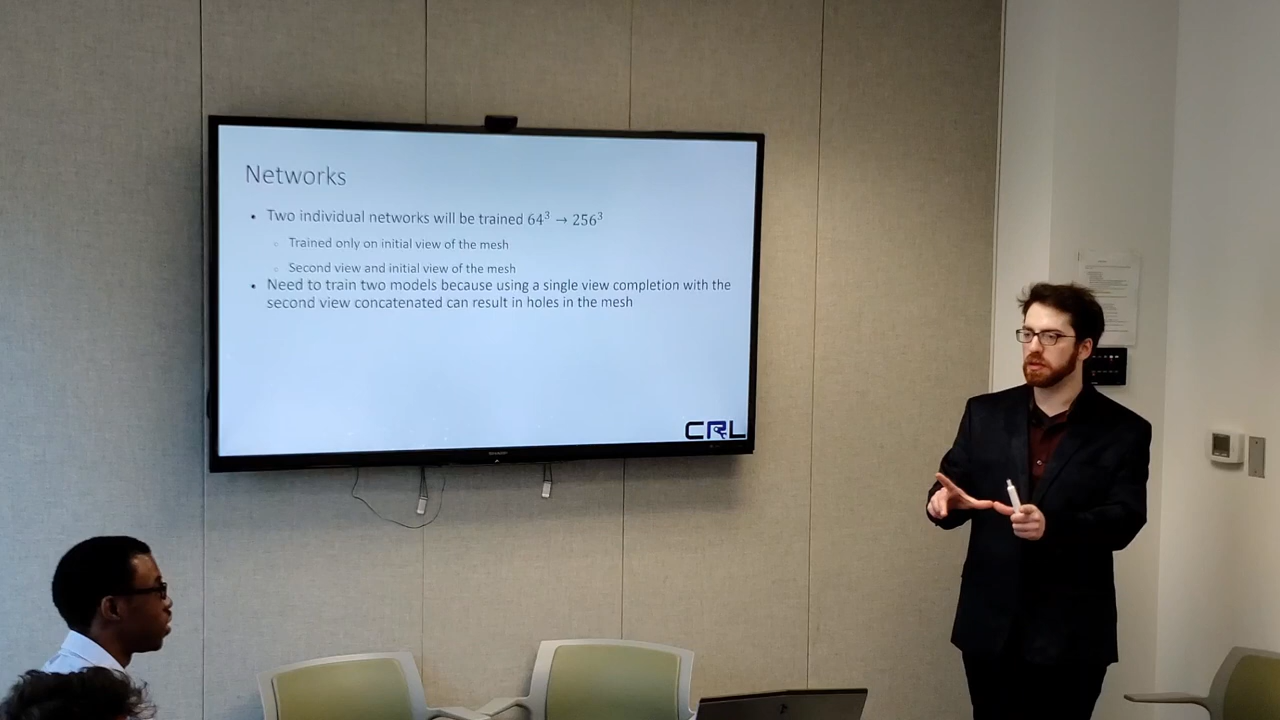 Networks
• Two individual networks will be trained 64³ → 256³
◦ Trained only on initial view of the mesh
◦ Second view and initial view of the mesh
• Need to train two models because using a single view completion with the
second view concatenated can result in holes in the mesh
CRL
SHARP